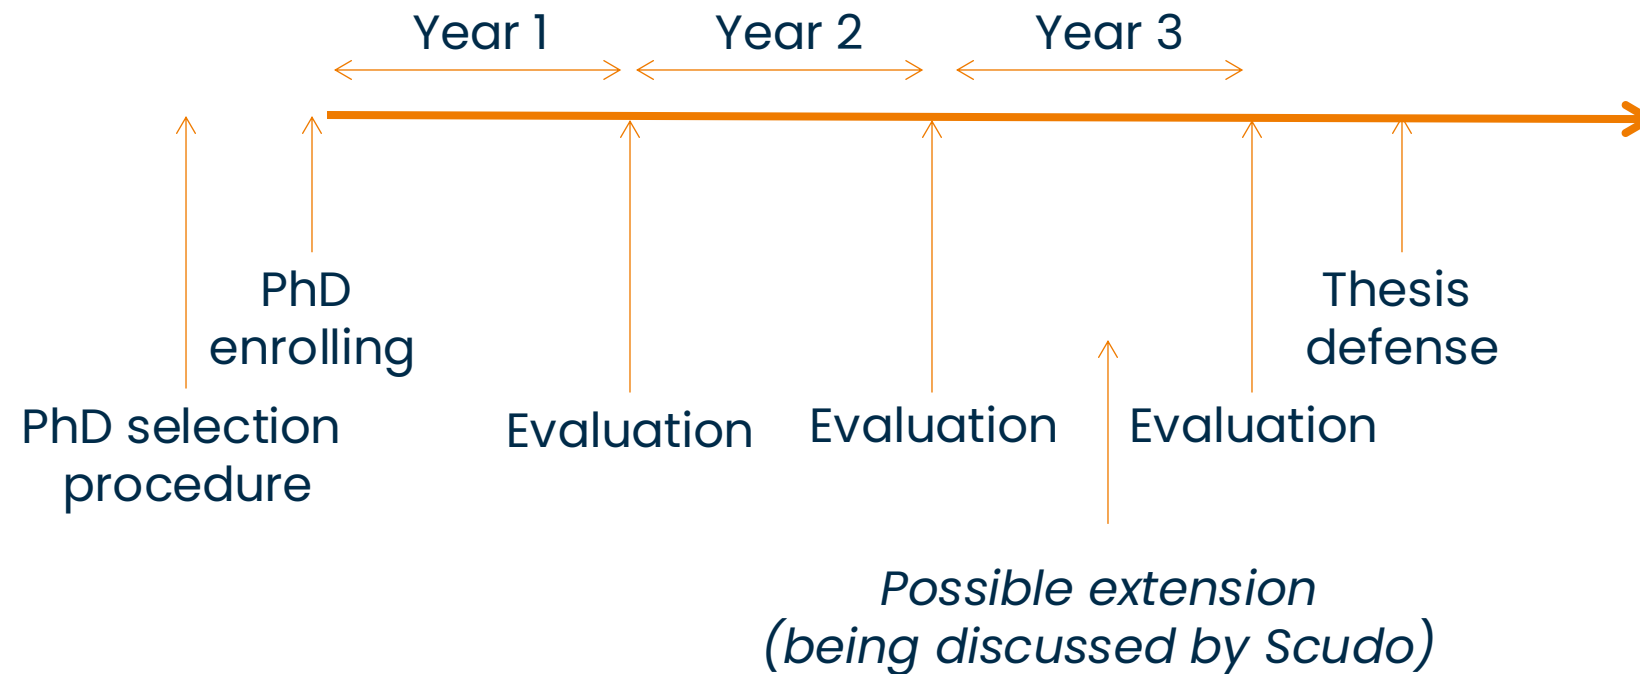 Year 1
Year 2
Year 3
PhD
enrolling
Thesis
defense
PhD selection
procedure
Evaluation
Evaluation
Evaluation
Possible extension
(being discussed by Scudo)